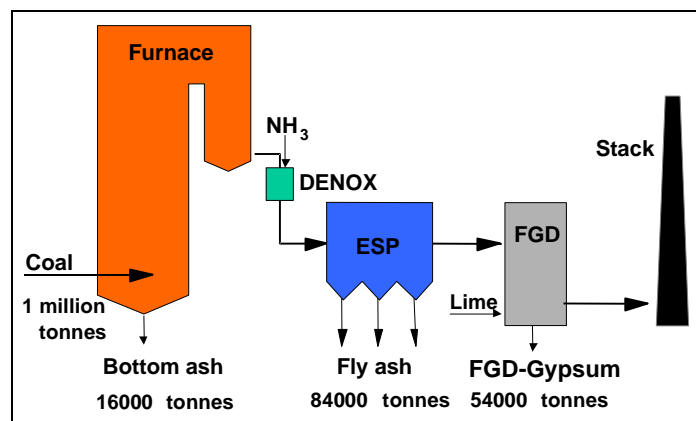 Furnace
NH3
DENOX
Stack
ESP
FGD
Coal
1 million
tonnes
Lime
Bottom ash
16000 tonnes
Fly ash
84000 tonnes
FGD-Gypsum
54000 tonnes